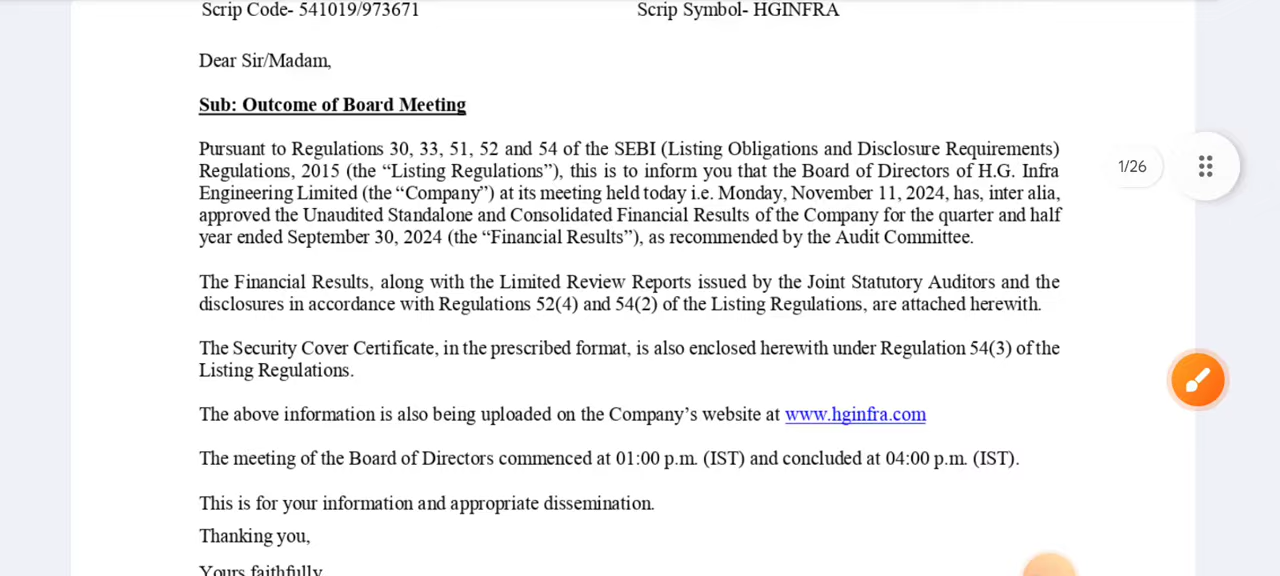 Scrip Code- 541019/973671 Scrip Symbol- HGINFRA
Dear Sir/Madam,
Sub: Outcome of Board Meeting
Pursuant to Regulations 30, 33, 51, 52 and 54 of the SEBI (Listing Obligations and Disclosure Requirements)
Regulations, 2015 (the “Listing Regulations”), this is to inform you that the Board of Directors of H.G. Infra
Engineering Limited (the “Company”) at its meeting held today i.e. Monday, November 11, 2024, has, inter alia,
approved the Unaudited Standalone and Consolidated Financial Results of the Company for the quarter and half
year ended September 30, 2024 (the “Financial Results”), as recommended by the Audit Committee.
1/26
The Financial Results, along with the Limited Review Reports issued by the Joint Statutory Auditors and the
disclosures in accordance with Regulations 52(4) and 54(2) of the Listing Regulations, are attached herewith.
The Security Cover Certificate, in the prescribed format, is also enclosed herewith under Regulation 54(3) of the
Listing Regulations.
The above information is also being uploaded on the Company’s website at www.hginfra.com
The meeting of the Board of Directors commenced at 01:00 p.m. (IST) and concluded at 04:00 p.m. (IST).
This is for your information and appropriate dissemination.
Thanking you,
Yours faithfully